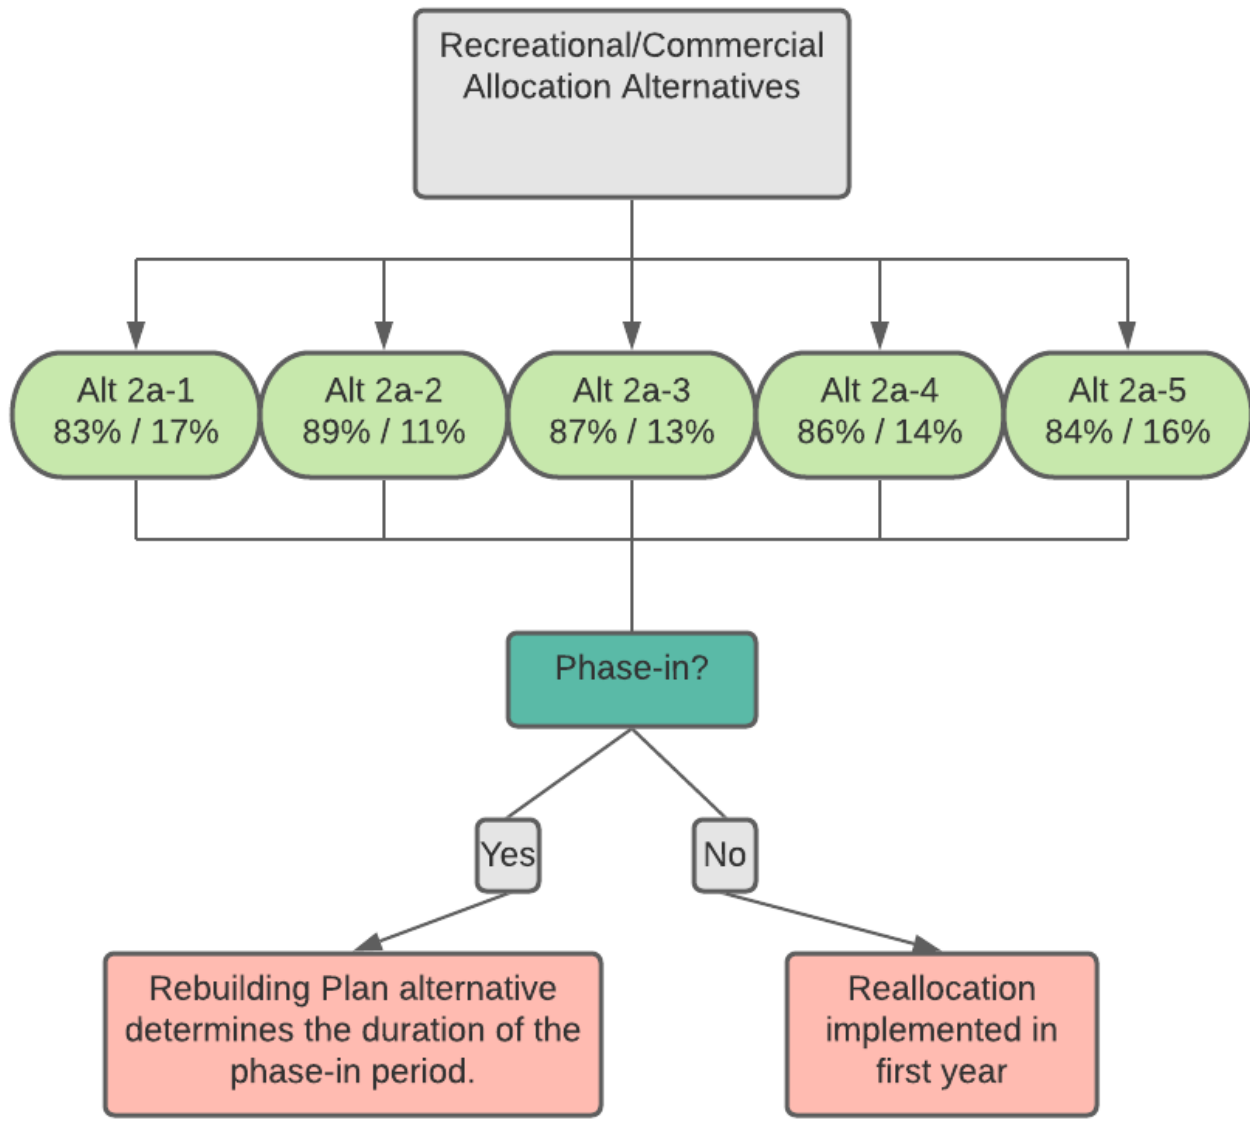 Recreational/Commercial
Allocation Alternatives
Alt 2a-1
83% / 17%
Alt 2a-2
89% / 11%
Alt 2a-3
87% / 13%
Alt 2a-4
86% / 14%
Alt 2a-5
84% / 16%
Phase-in?
Yes
No
Rebuilding Plan alternative
determines the duration of the
phase-in period.
Reallocation
implemented in
first year